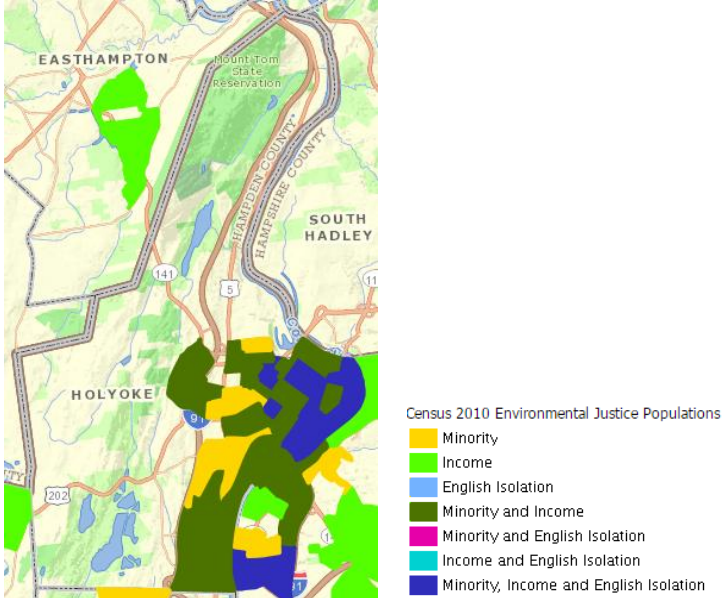 EASTHAMPTON
Mount Tom
State
Reservation
HAMPDEN COUNTY
HAMPSHIRE COUNTY
SOUTH
HADLEY
141
5
11
HOLYOKE
91
202
1
Census 2010 Environmental Justice Populations
Minority
Income
English Isolation
Minority and Income
Minority and English Isolation
Income and English Isolation
Minority, Income and English Isolation